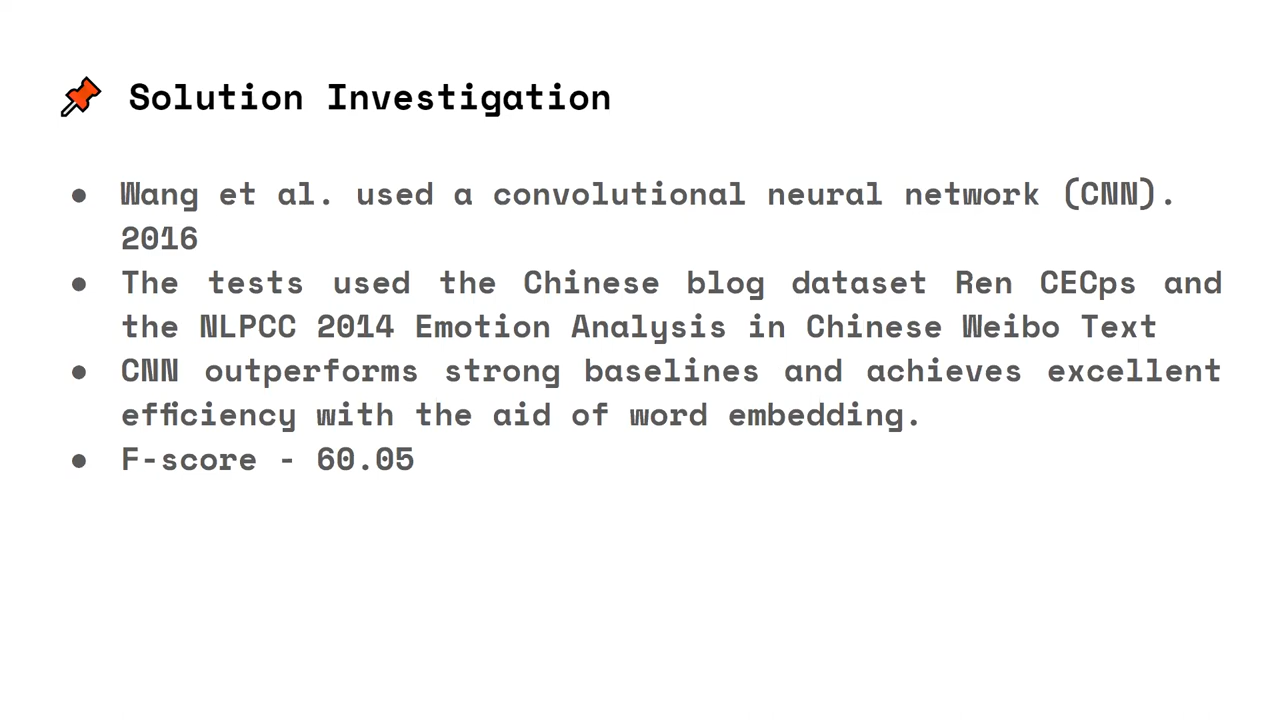 Solution Investigation
● Wang et al. used a convolutional neural network (CNN).
2016
● The tests used the Chinese blog dataset Ren CECps and
the NLPCC 2014 Emotion Analysis in Chinese Weibo Text
● CNN outperforms strong baselines and achieves excellent
efficiency with the aid of word embedding.
● F-score - 60.05